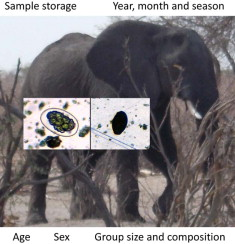 Sample storage Year, month and season
Age Sex Group size and composition